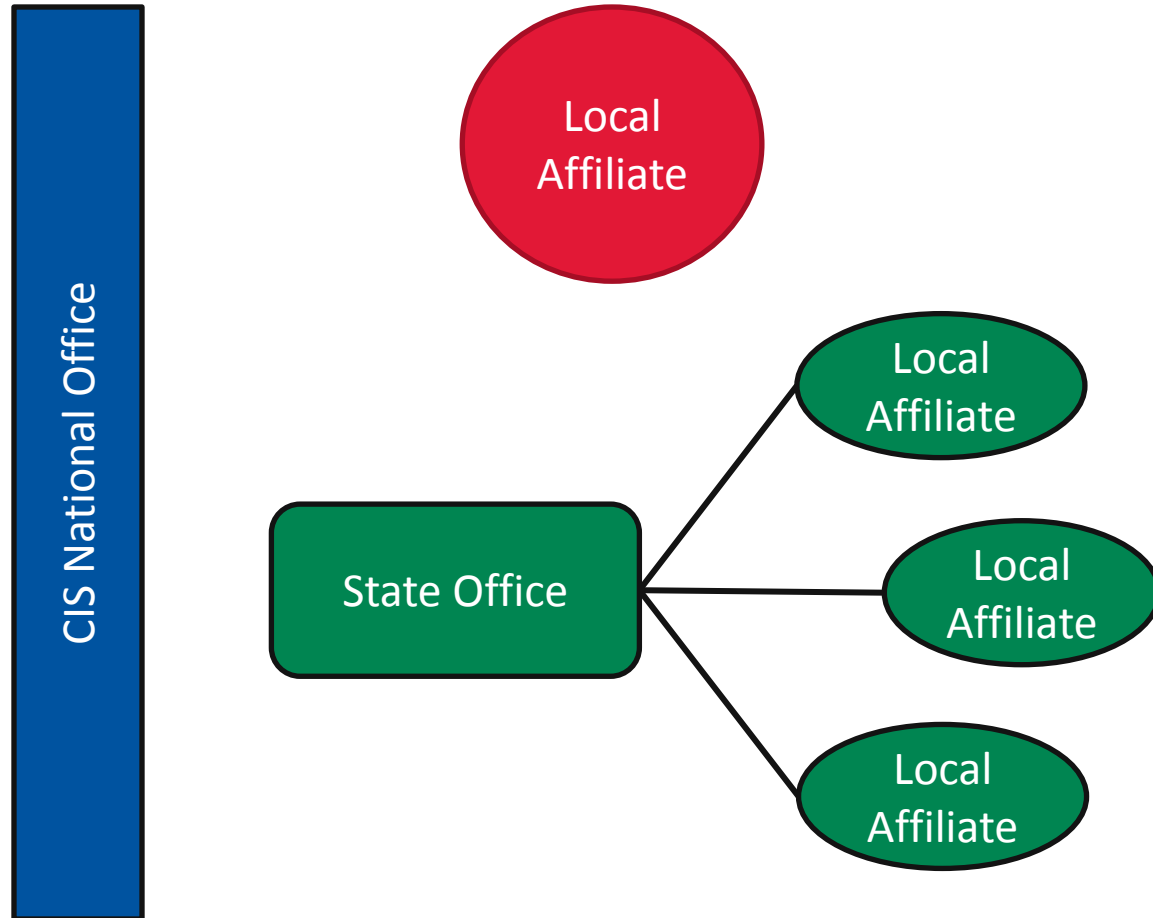 CIS National Office
Local
Affiliate
Local
Affiliate
State Office
Local
Affiliate
Local
Affiliate